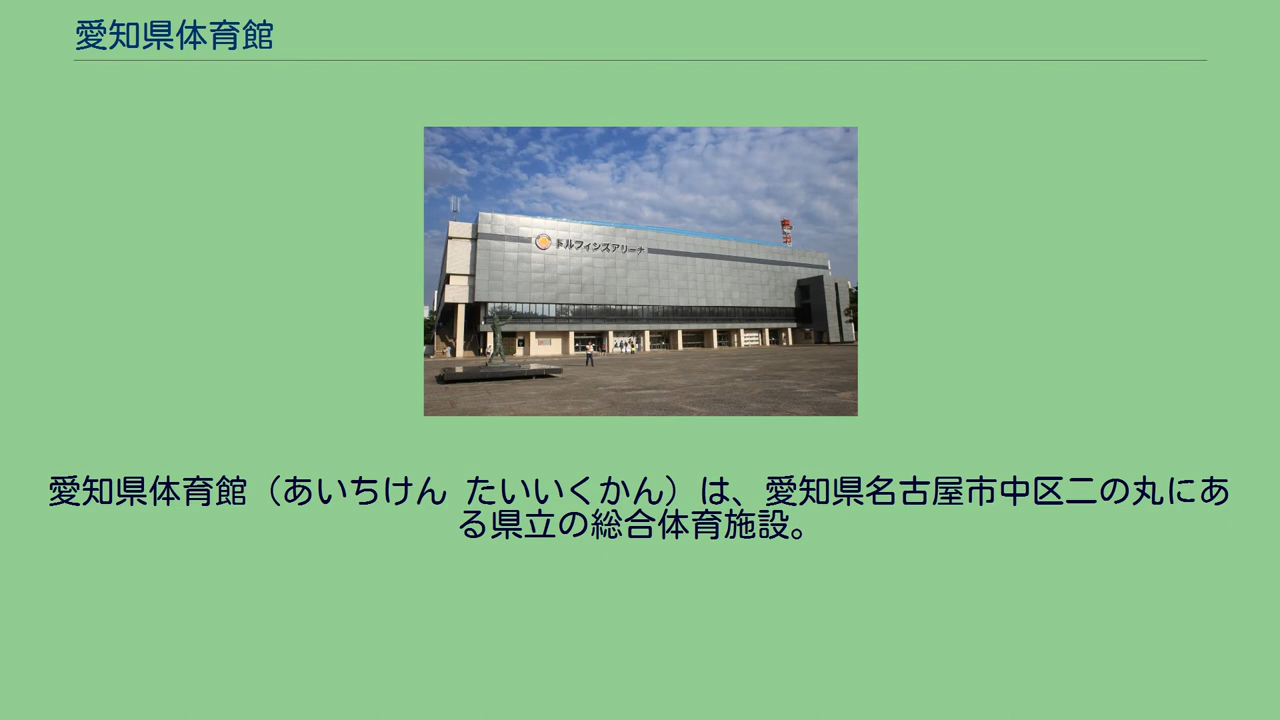 愛知県体育館
ドルフィンズアリーナ
愛知県体育館（あいちけん たいいくかん）は、愛知県名古屋市中区二の丸にあ
る県立の総合体育施設。